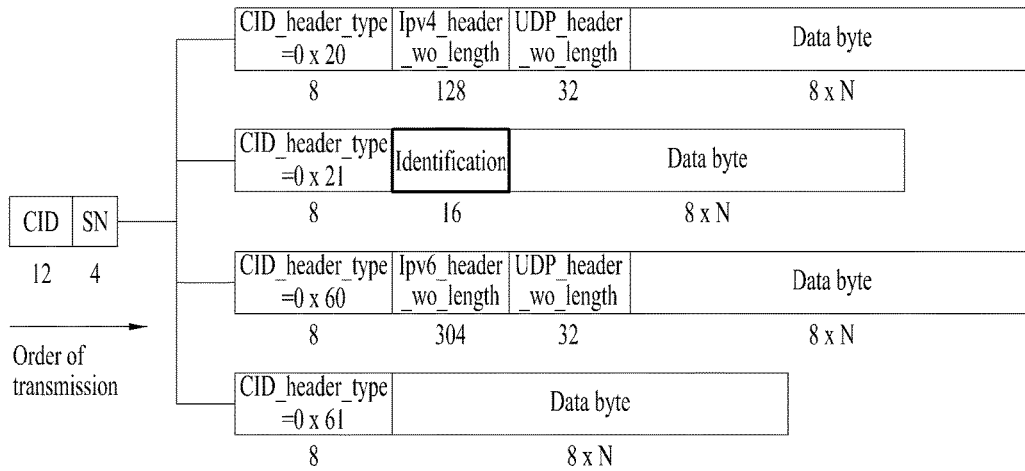 CID_header_type
=0 x 20
Ipv4_header
_wo_length
UDP_header
_wo_length
Data byte
8
128
32
8 x N
CID_header_type
=0 x 21
Identification
Data byte
8
16
8 x N
CID
SN
12
4
Order of
transmission
CID_header_type
=0 x 60
Ipv6_header
_wo_length
UDP_header
_wo_length
Data byte
8
304
32
8 x N
CID_header_type
=0 x 61
Data byte
8
8 x N